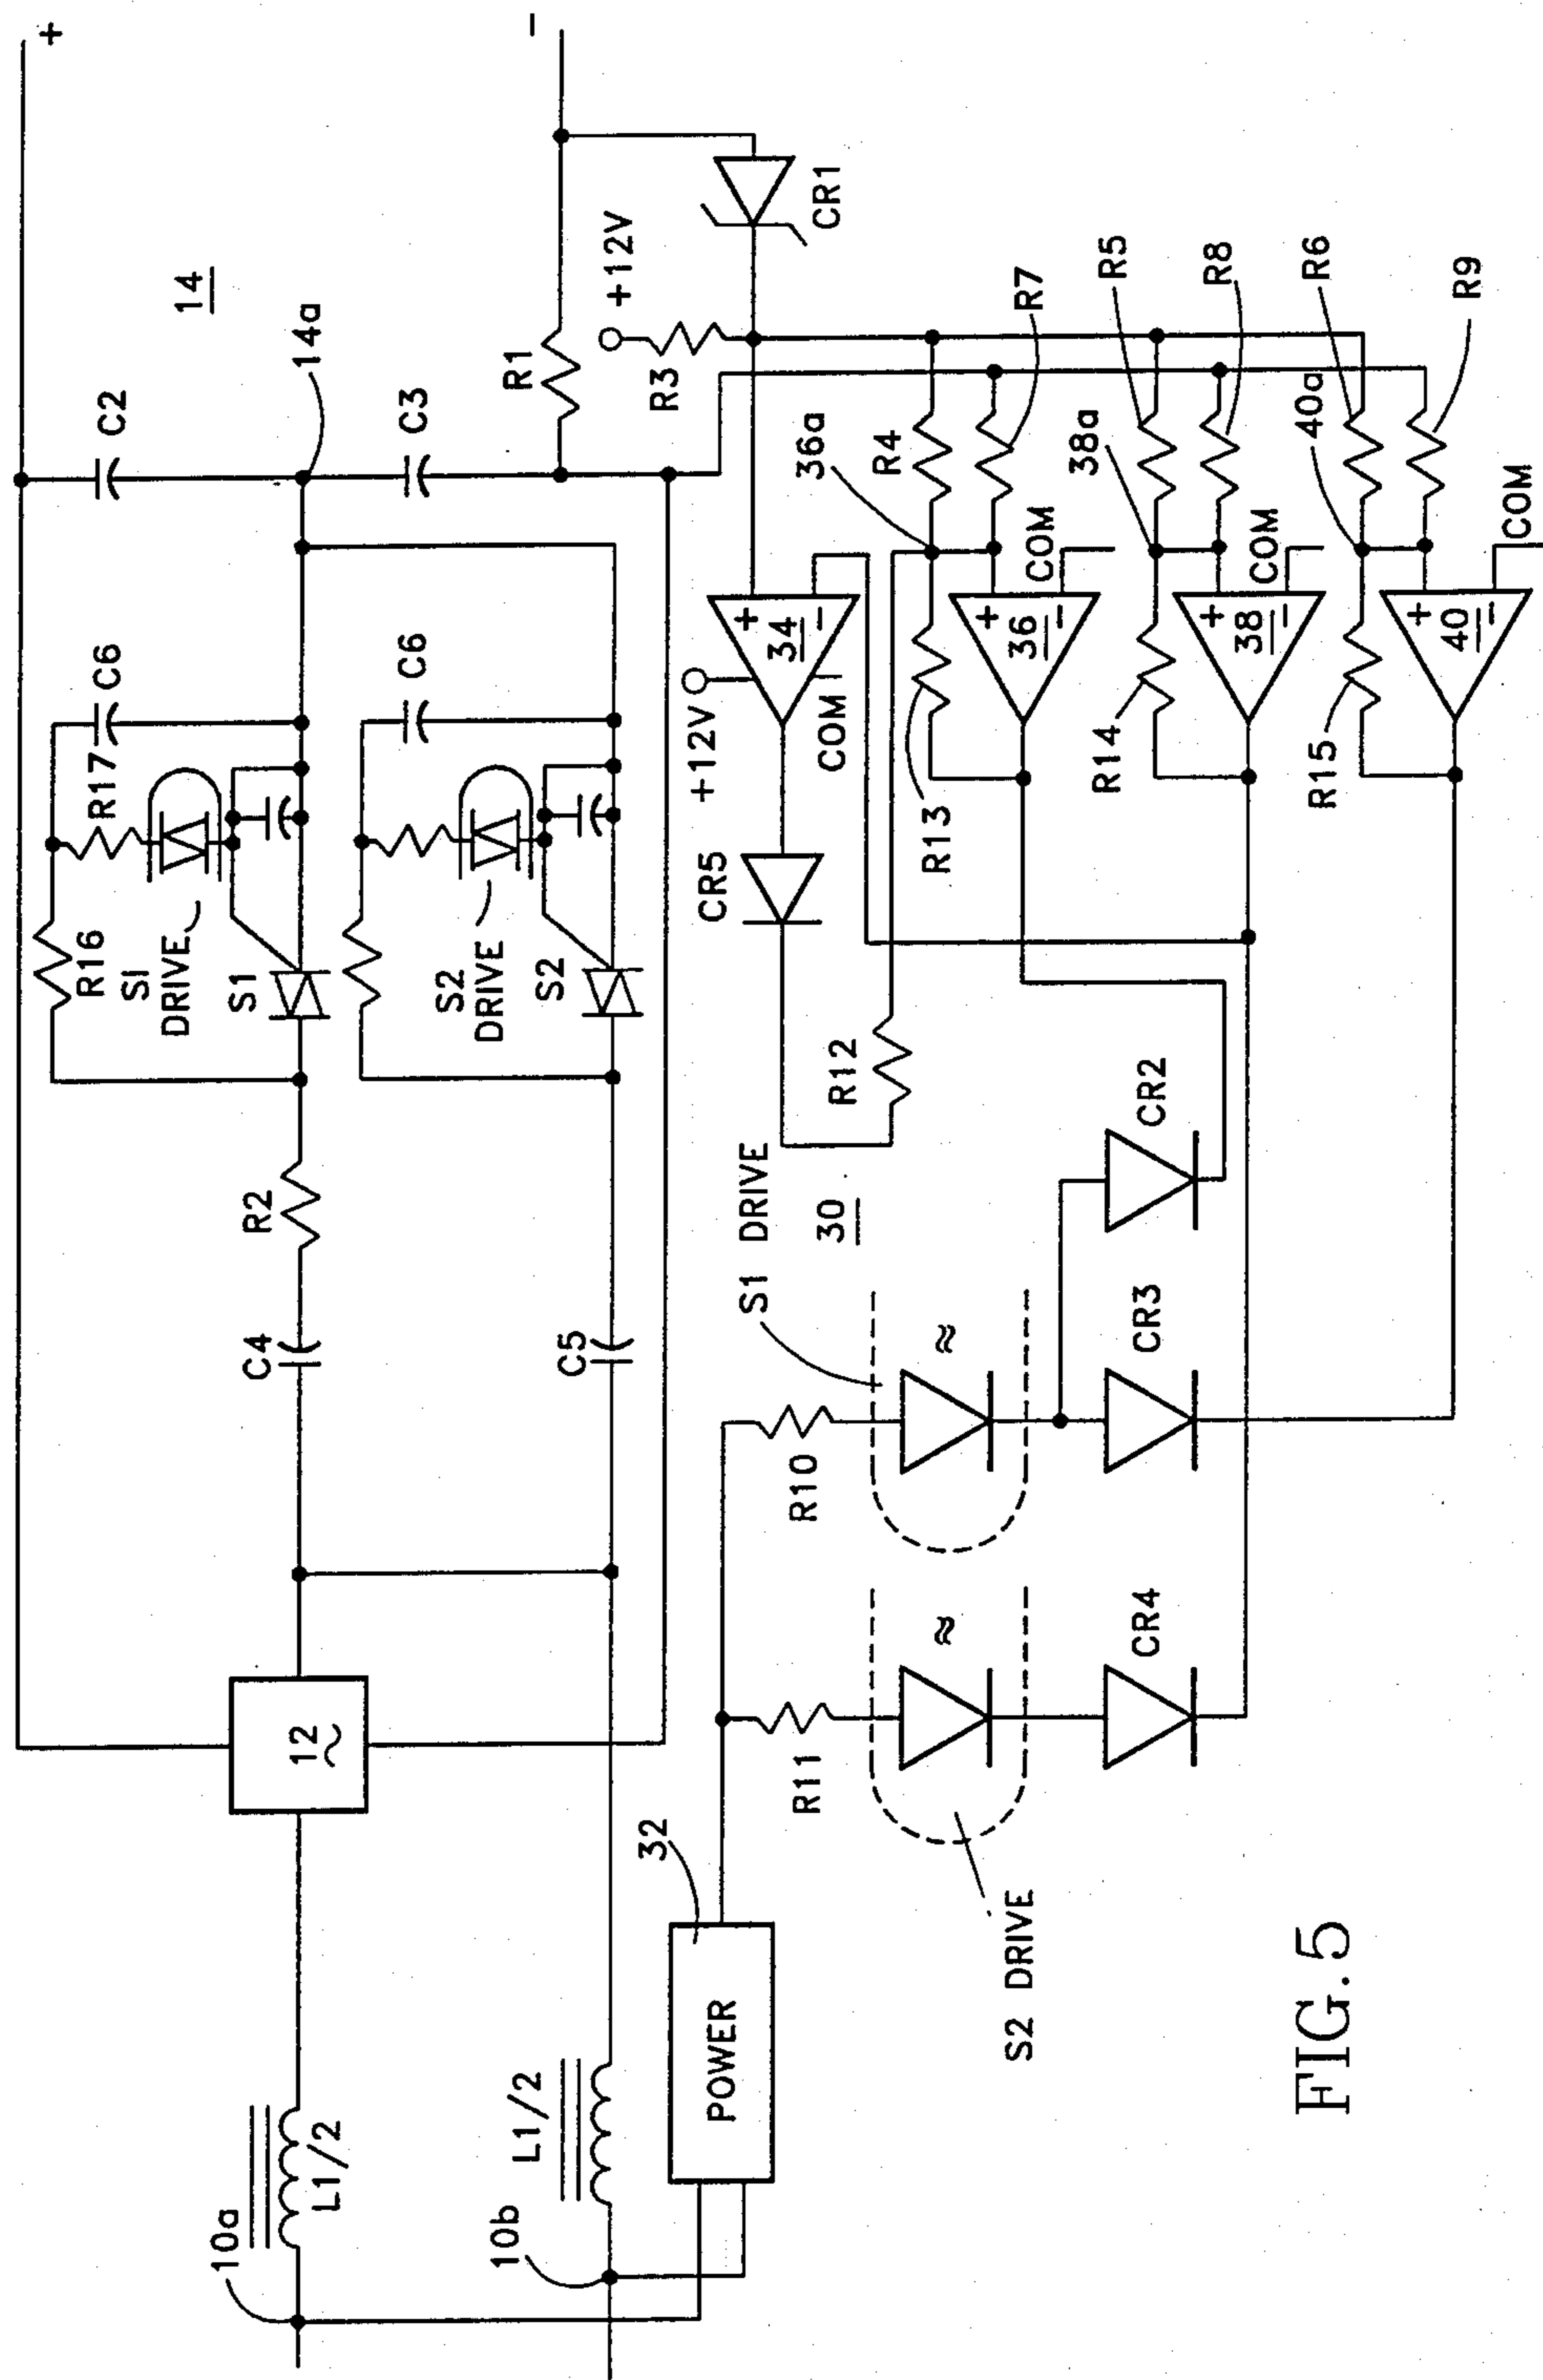 +
-
14
14a
C2
C3
R1
+12V
R3
CR1
C6
R17
R16
S1
DRIVE
S1
C6
S2
DRIVE
S2
R2
C4
C5
12
~
L1/2
10a
L1/2
10b
32
POWER
+12V
+
34
-
COM
CR5
R12
36a
R4
R7
COM
+
36
-
R13
38a
R5
R8
COM
+
38
-
R14
40a
R6
R9
COM
+
40
-
R15
30
S1 DRIVE
≈
R10
CR2
CR3
≈
R11
CR4
S2 DRIVE
FIG.5